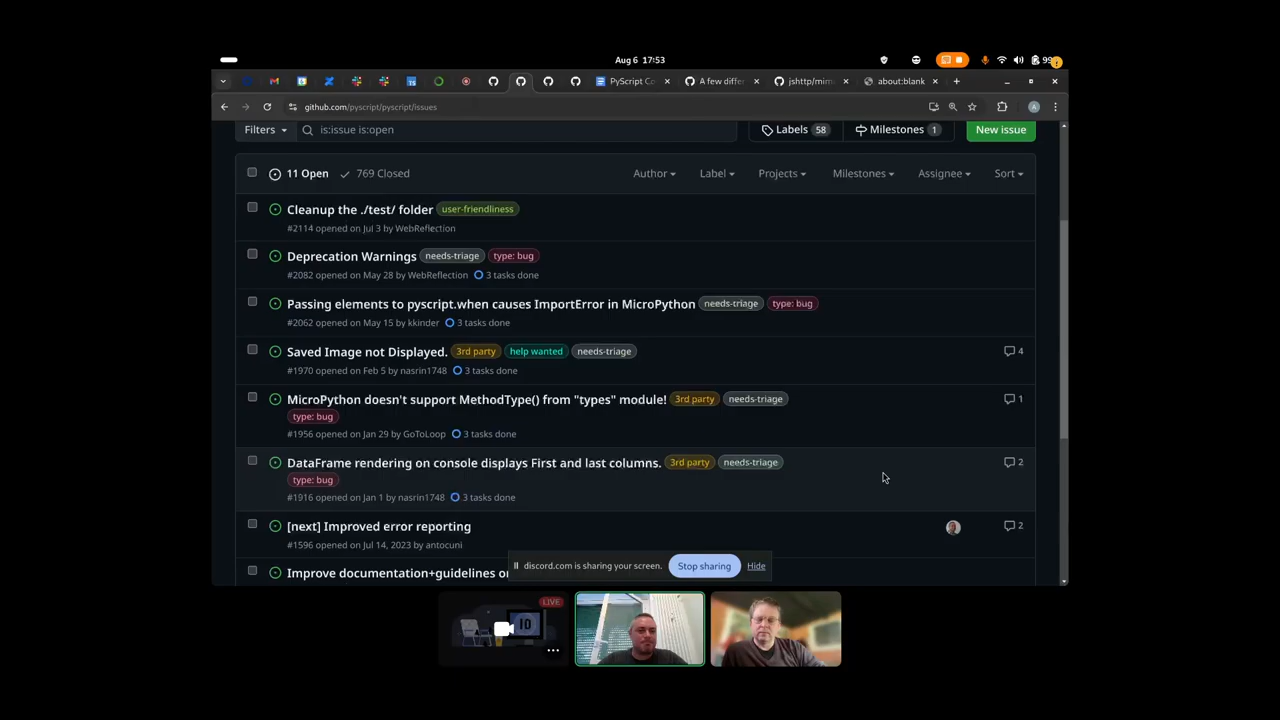 Aug 6 17:53
99
PyScript Co
A few differ
jshttp/mim
about:blank
github.com/pyscript/pyscript/issues
Filters
is:issue is:open
Labels 58
Milestones 1
New issue
11 Open
769 Closed
Author
Label
Projects
Milestones
Assignee
Sort
Cleanup the ./test/ folder user-friendliness
#2114 opened on Jul 3 by WebReflection
Deprecation Warnings needs-triage type: bug
#2082 opened on May 28 by WebReflection 3 tasks done
Passing elements to pyscript.when causes ImportError in MicroPython needs-triage type: bug
#2062 opened on May 15 by kkinder 3 tasks done
Saved Image not Displayed. 3rd party help wanted needs-triage 4
#1970 opened on Feb 5 by nasrin1748 3 tasks done
MicroPython doesn't support MethodType() from "types" module! 3rd party needs-triage 1
type: bug
#1956 opened on Jan 29 by GoToLoop 3 tasks done
DataFrame rendering on console displays First and last columns. 3rd party needs-triage 2
type: bug
#1916 opened on Jan 1 by nasrin1748 3 tasks done
[next] Improved error reporting 2
#1596 opened on Jul 14, 2023 by antocuni
discord.com is sharing your screen. Stop sharing Hide
Improve documentation+guidelines
LIVE